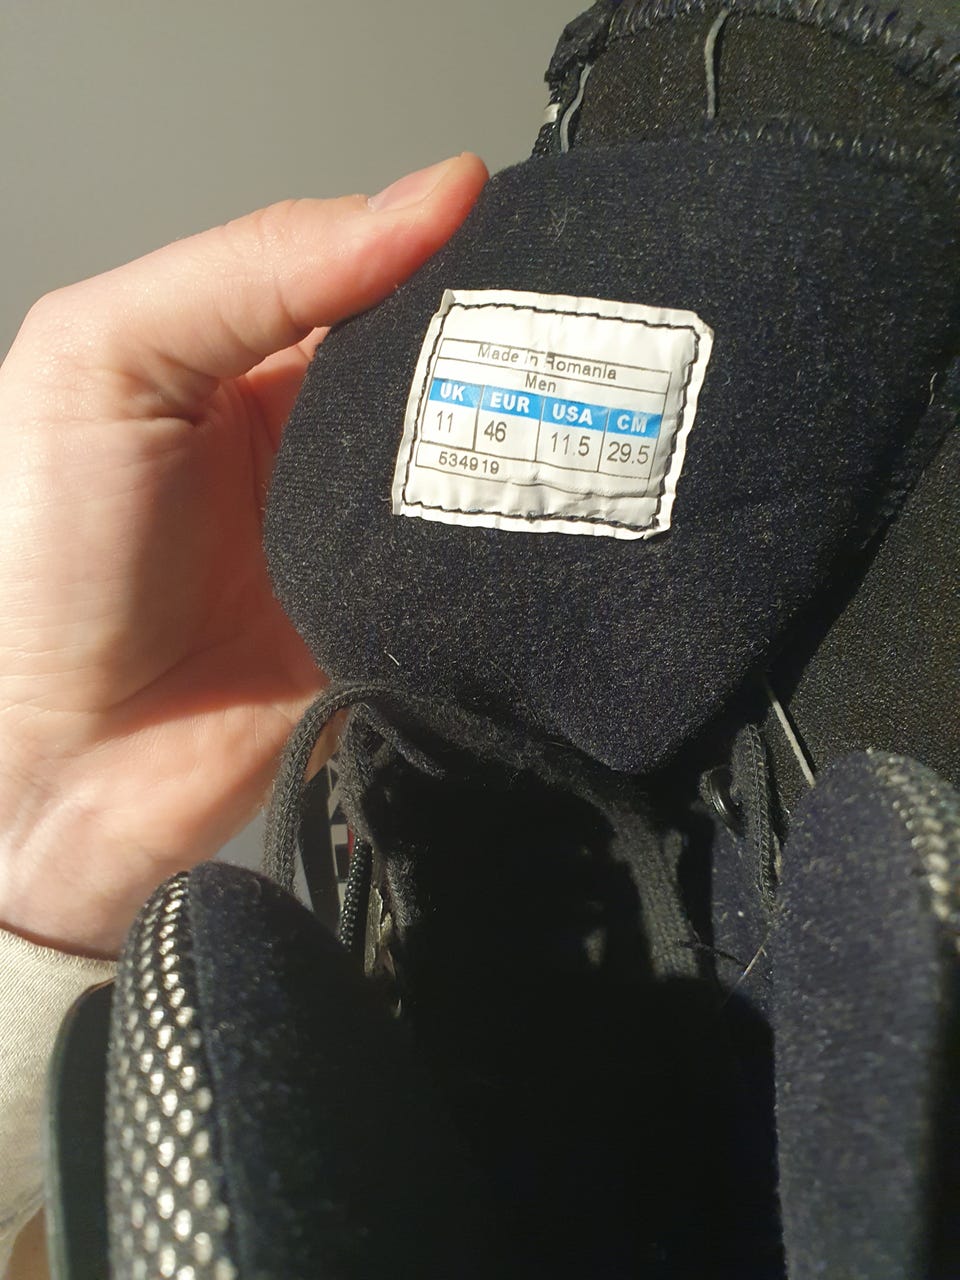 Made in Romania
Men
UK EUR USA CM
11 46 11.5 29.5
534919